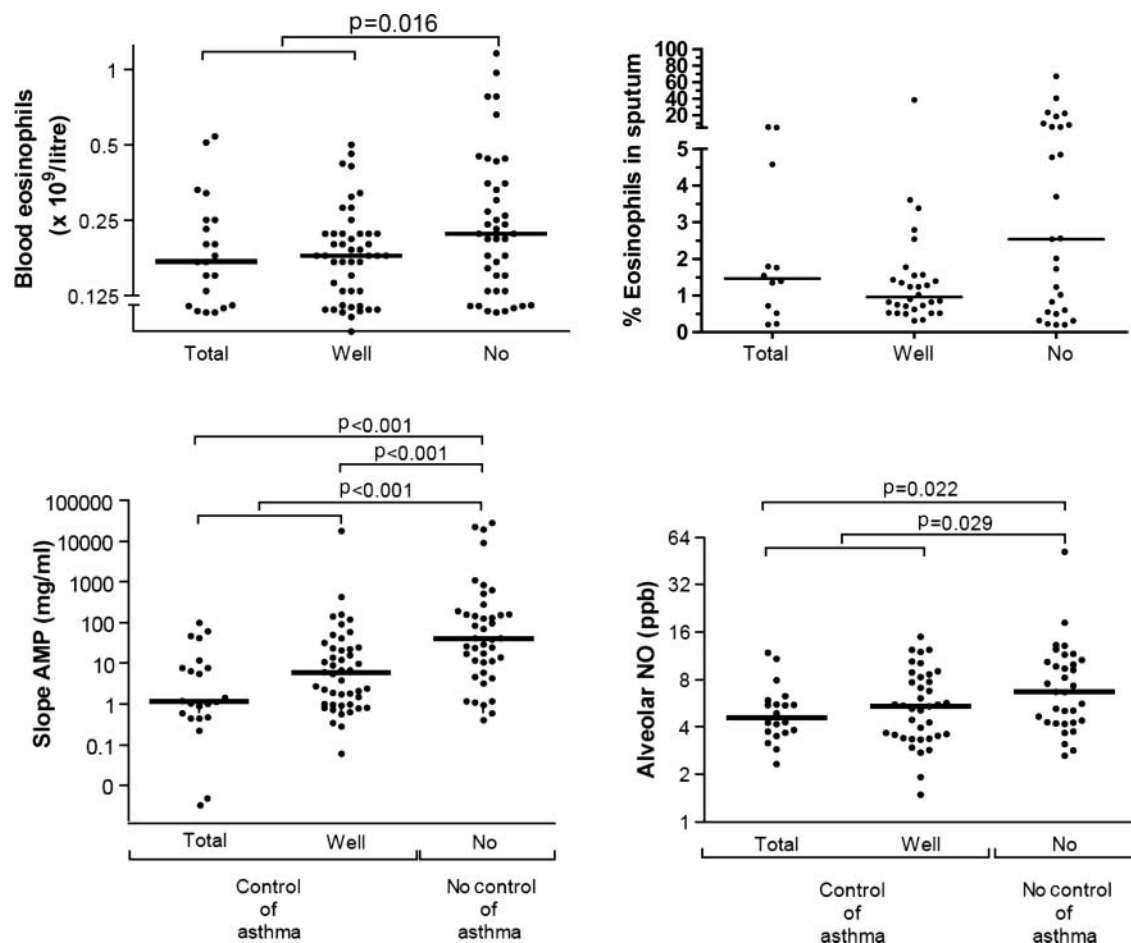 p=0.016
Blood eosinophils
(x 10⁹/litre)
1
0.5
0.25
0.125
Total
Well
No
% Eosinophils in sputum
100
80
60
40
20
5
4
3
2
1
0
Total
Well
No
p<0.001
p<0.001
p<0.001
Slope AMP (mg/ml)
100000
10000
1000
100
10
1
0.1
0
Total
Well
No
Control
of
asthma
No control
of
asthma
p=0.022
p=0.029
Alveolar NO (ppb)
64
32
16
8
4
2
1
Total
Well
No
Control
of
asthma
No control
of
asthma